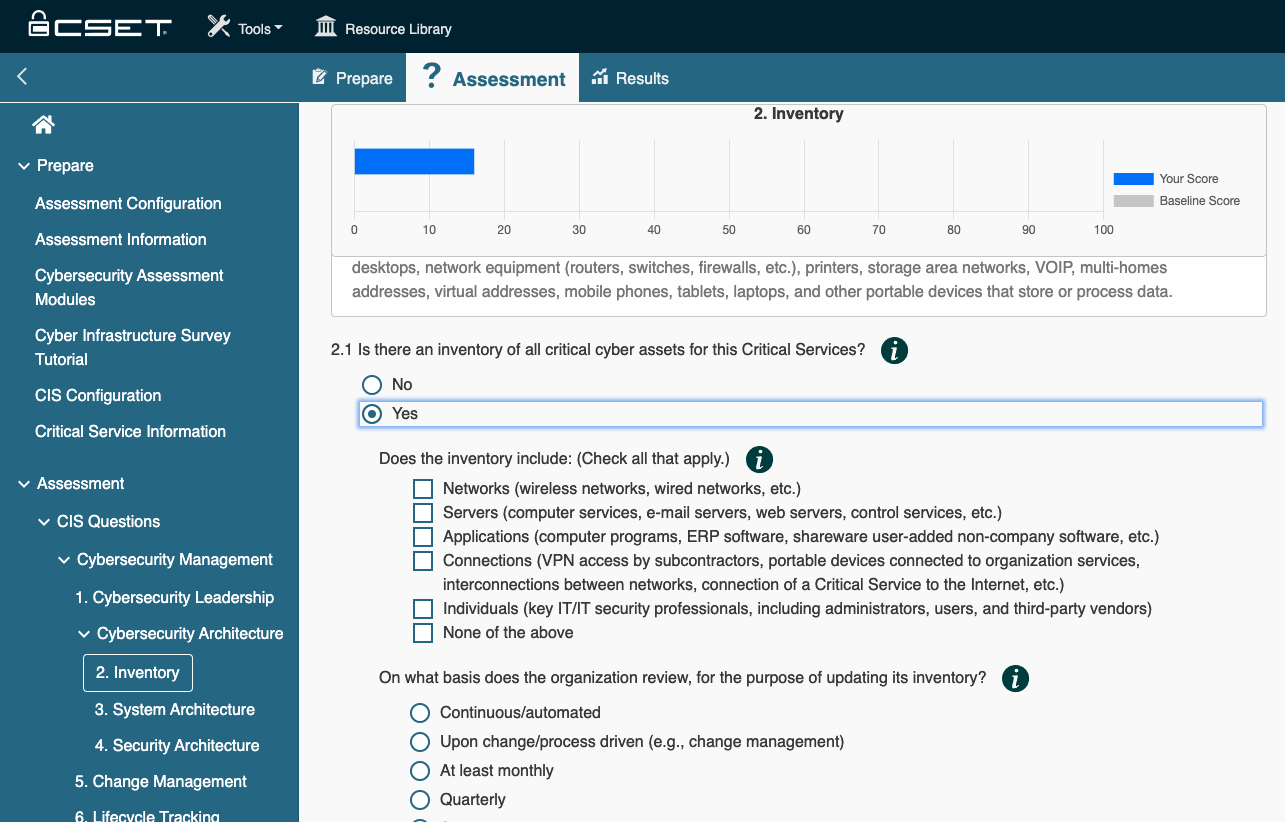 CSET
Tools
Resource Library
Prepare
? Assessment
Results
Prepare
Assessment Configuration
Assessment Information
Cybersecurity Assessment
Modules
Cyber Infrastructure Survey
Tutorial
CIS Configuration
Critical Service Information
Assessment
CIS Questions
Cybersecurity Management
1. Cybersecurity Leadership
Cybersecurity Architecture
2. Inventory
3. System Architecture
4. Security Architecture
5. Change Management
6. Lifecycle Tracking
2. Inventory
Your Score
Baseline Score
0 10 20 30 40 50 60 70 80 90 100
desktops, network equipment (routers, switches, firewalls, etc.), printers, storage area networks, VOIP, multi-homes
addresses, virtual addresses, mobile phones, tablets, laptops, and other portable devices that store or process data.
2.1 Is there an inventory of all critical cyber assets for this Critical Services? i
No
Yes
Does the inventory include: (Check all that apply.) i
Networks (wireless networks, wired networks, etc.)
Servers (computer services, e-mail servers, web servers, control services, etc.)
Applications (computer programs, ERP software, shareware user-added non-company software, etc.)
Connections (VPN access by subcontractors, portable devices connected to organization services,
interconnections between networks, connection of a Critical Service to the Internet, etc.)
Individuals (key IT/IT security professionals, including administrators, users, and third-party vendors)
None of the above
On what basis does the organization review, for the purpose of updating its inventory? i
Continuous/automated
Upon change/process driven (e.g., change management)
At least monthly
Quarterly